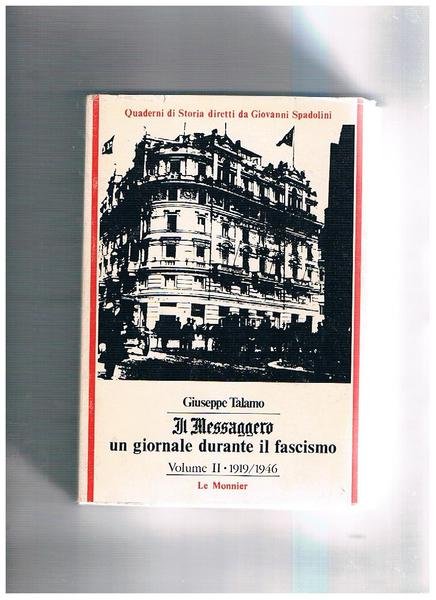 Quaderni di Storia diretti da Giovanni Spadolini
Giuseppe Talamo
Il Messaggero
un giornale durante il fascismo
Volume II • 1919/1946
Le Monnier